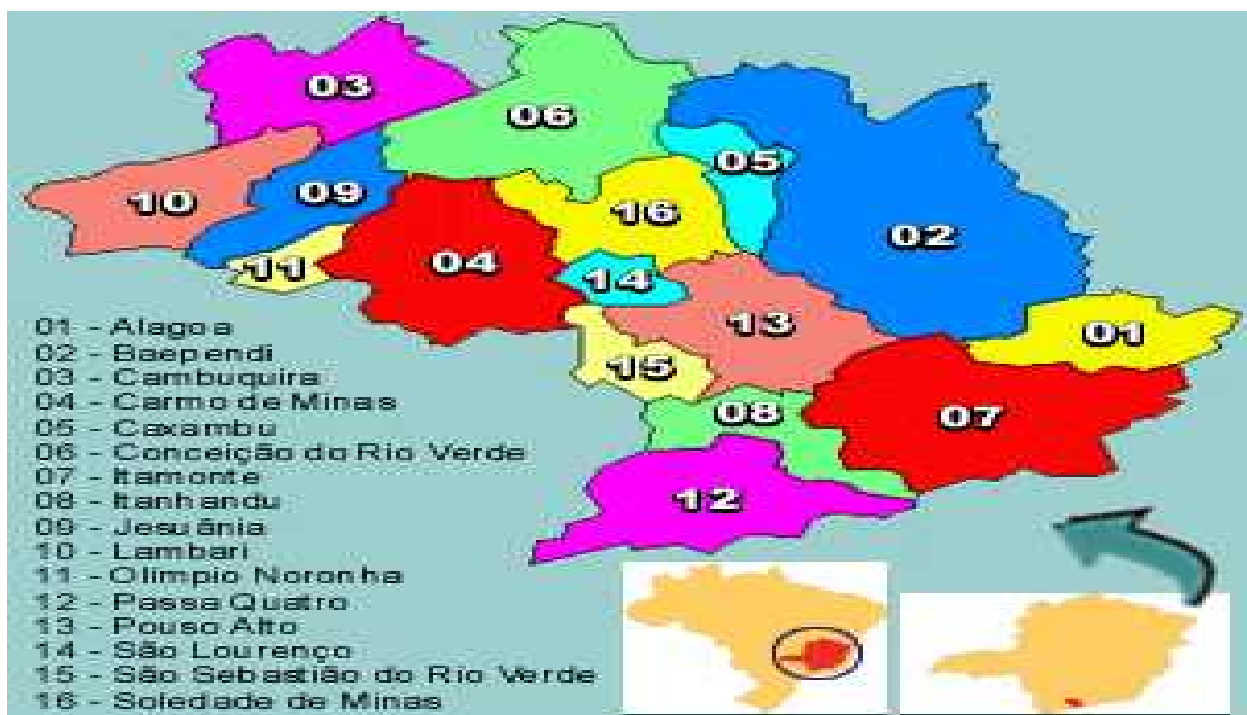 03
06
05
10
09
16
02
11
04
14
13
01
15
08
07
12
01 - Alagoa
02 - Baependi
03 - Cambuquira
04 - Carmo de Minas
05 - Caxambu
06 - Conceição do Rio Verde
07 - Itamonte
08 - Itanhandu
09 - Jesuânia
10 - Lambari
11 - Olímpio Noronha
12 - Passa Quatro
13 - Pouso Alto
14 - São Lourenço
15 - São Sebastião do Rio Verde
16 - Soledade de Minas